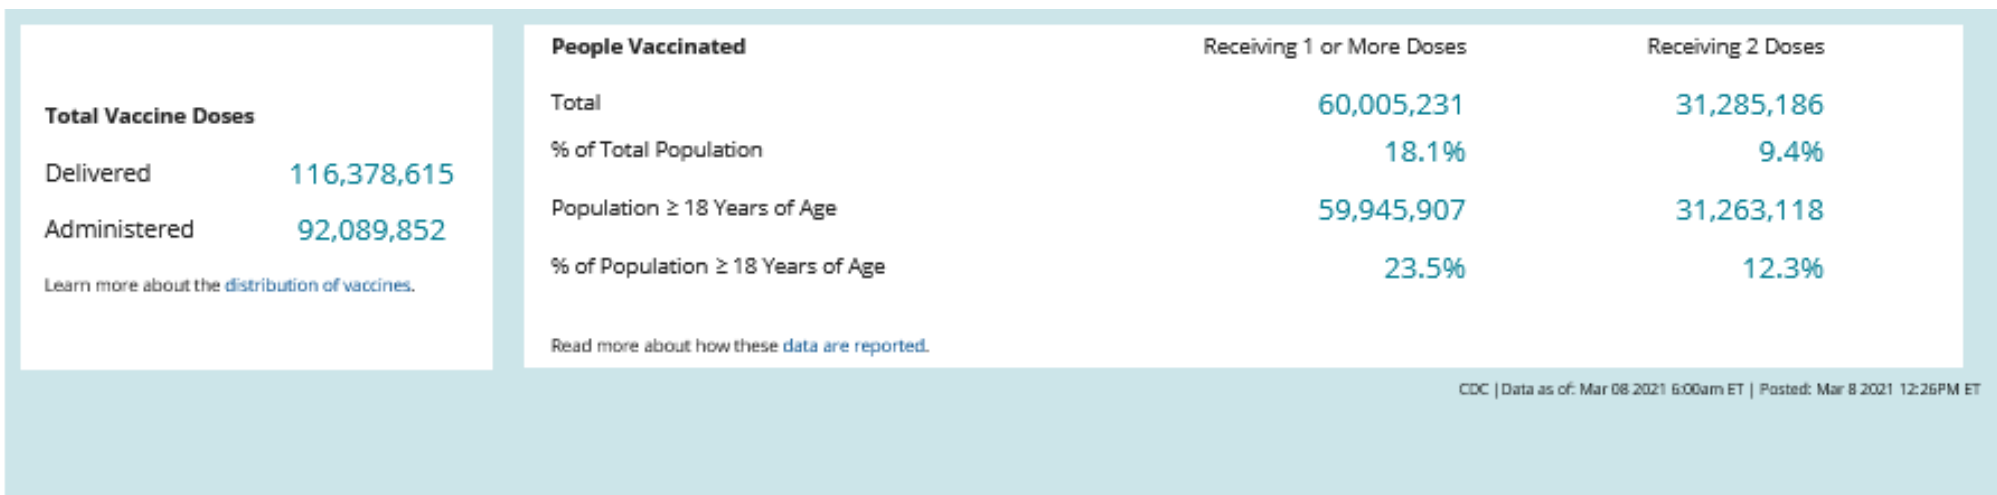 Total Vaccine Doses
Delivered 116,378,615
Administered 92,089,852
Learn more about the distribution of vaccines.
People Vaccinated Receiving 1 or More Doses Receiving 2 Doses
Total 60,005,231 31,285,186
% of Total Population 18.1% 9.4%
Population ≥ 18 Years of Age 59,945,907 31,263,118
% of Population ≥ 18 Years of Age 23.5% 12.3%
Read more about how these data are reported.
CDC | Data as of: Mar 08 2021 6:00am ET | Posted: Mar 8 2021 12:26PM ET